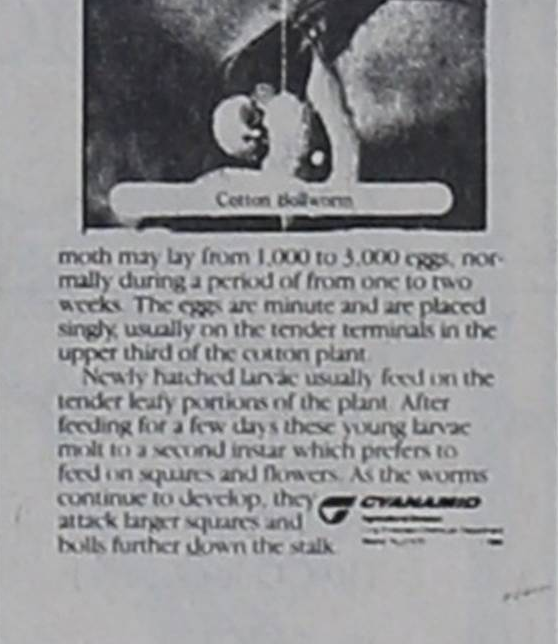 Cotton Bollworm
moth may lay from 1,000 to 3,000 eggs, nor-
mally during a period of from one to two
weeks. The eggs are minute and are placed
singly, usually on the tender terminals in the
upper third of the cotton plant.
Newly hatched larvae usually feed on the
tender leafy portions of the plant. After
feeding for a few days these young larvae
molt to a second instar which prefers to
feed on squares and flowers. As the worms
continue to develop, they
attack larger squares and
bolls further down the stalk.
CYANAMID